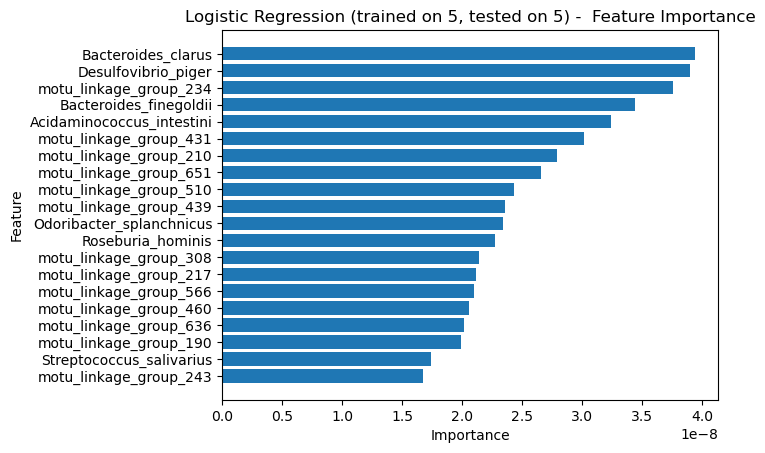 Logistic Regression (trained on 5, tested on 5) -  Feature Importance
Feature
Bacteroides_clarus
Desulfovibrio_piger
motu_linkage_group_234
Bacteroides_finegoldii
Acidaminococcus_intestini
motu_linkage_group_431
motu_linkage_group_210
motu_linkage_group_651
motu_linkage_group_510
motu_linkage_group_439
Odoribacter_splanchnicus
Roseburia_hominis
motu_linkage_group_308
motu_linkage_group_217
motu_linkage_group_566
motu_linkage_group_460
motu_linkage_group_636
motu_linkage_group_190
Streptococcus_salivarius
motu_linkage_group_243
0.0 0.5 1.0 1.5 2.0 2.5 3.0 3.5 4.0
1e−8
Importance